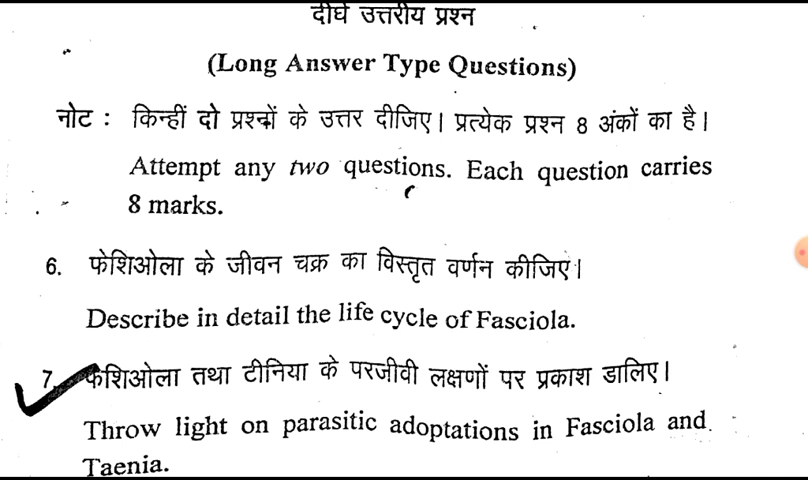 दीर्घ उत्तरीय प्रश्न
(Long Answer Type Questions)
नोट : किन्हीं दो प्रश्नों के उत्तर दीजिए। प्रत्येक प्रश्न 8 अंकों का है।
Attempt any two questions. Each question carries
8 marks.
6. फेशिओला के जीवन चक्र का विस्तृत वर्णन कीजिए।
Describe in detail the life cycle of Fasciola.
7. फेशिओला तथा टीनिया के परजीवी लक्षणों पर प्रकाश डालिए।
Throw light on parasitic adoptations in Fasciola and
Taenia.